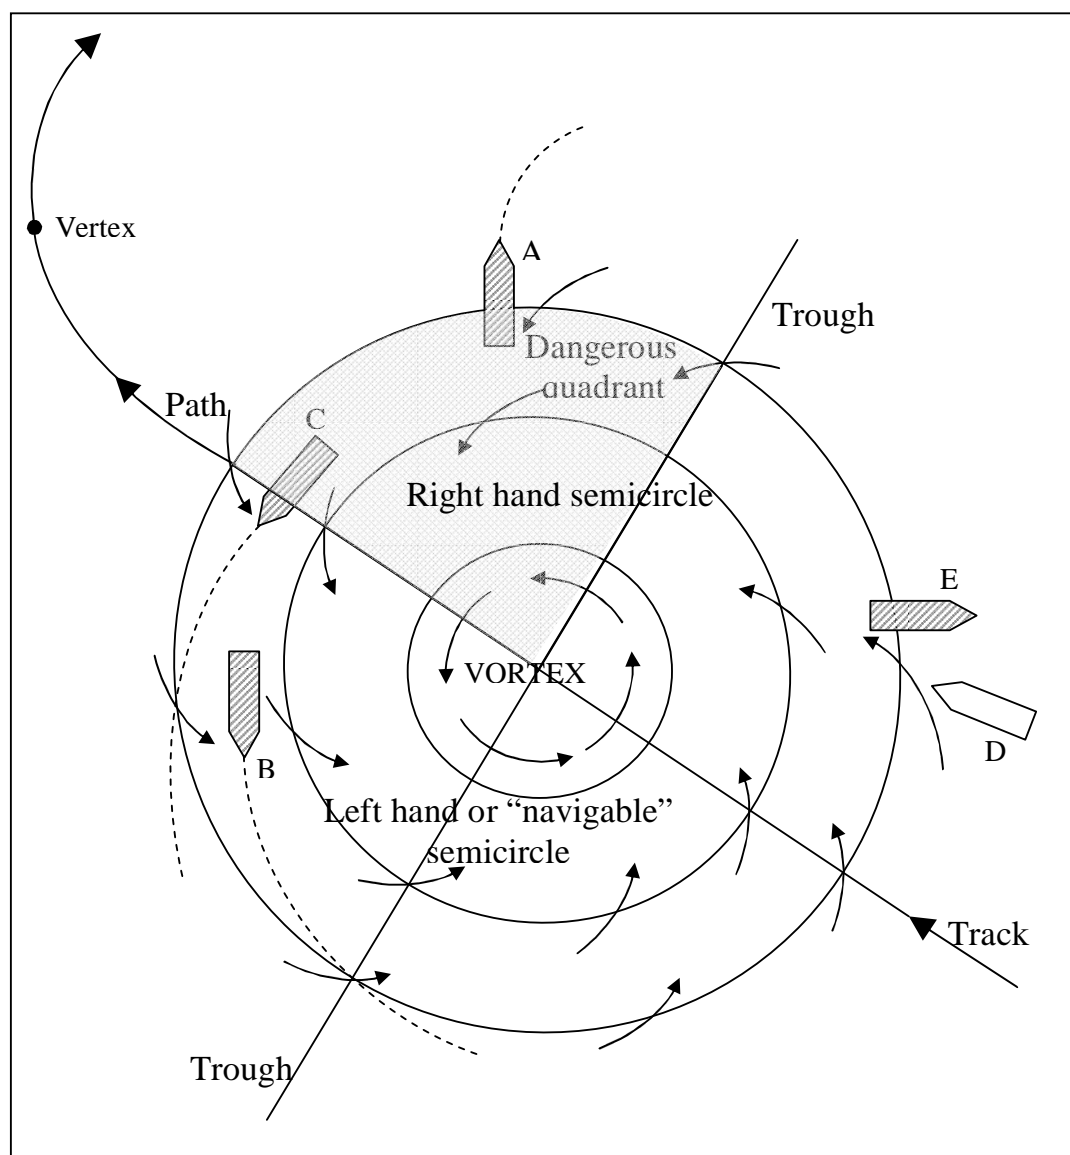 Vertex
A
Trough
Dangerous
quadrant
Path
C
Right hand semicircle
E
VORTEX
D
B
Left hand or “navigable”
semicircle
Track
Trough